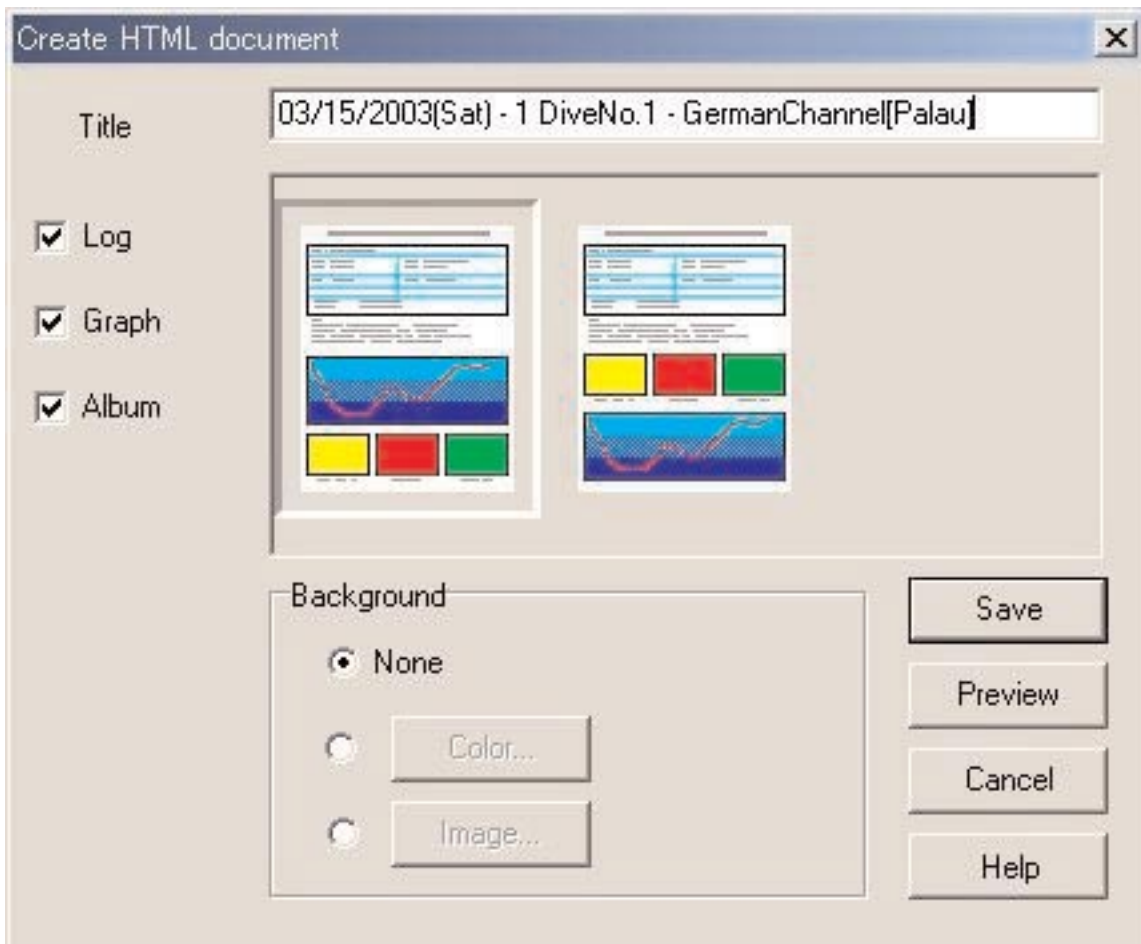 Create HTML document
Title
03/15/2003(Sat) - 1 DiveNo.1 - GermanChannel[Palau]
Log
Graph
Album
Background
None
Color...
Image...
Save
Preview
Cancel
Help